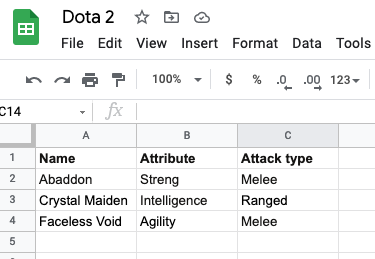 Dota 2
File Edit View Insert Format Data Tools
100% $ % .0 .00 123
C14 fx
A B C
1 Name Attribute Attack type
2 Abaddon Streng Melee
3 Crystal Maiden Intelligence Ranged
4 Faceless Void Agility Melee
5